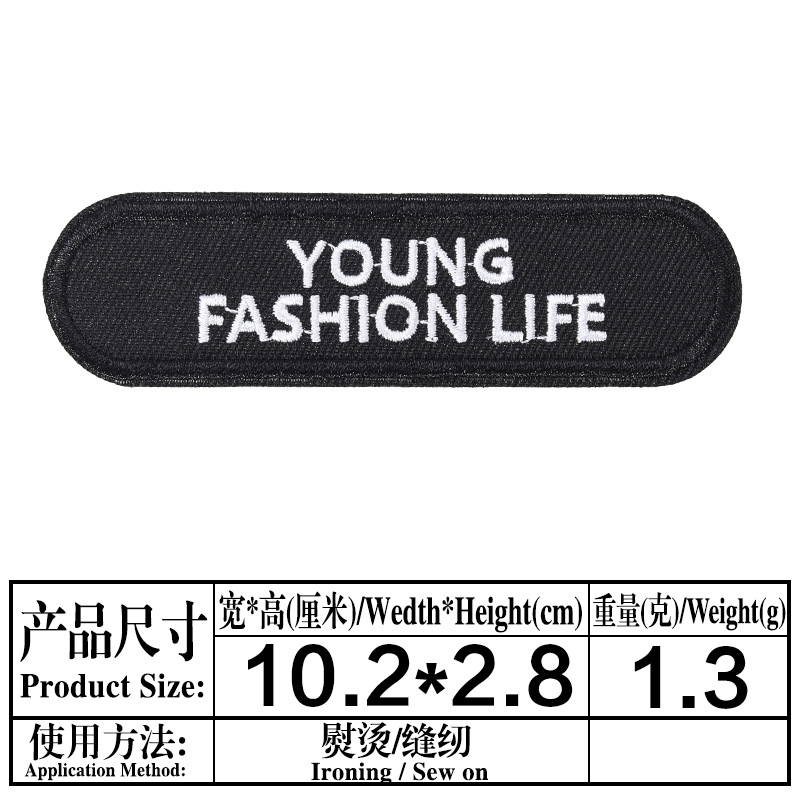 YOUNG
FASHION LIFE
产品尺寸
Product Size:
宽*高(厘米)/Wedth*Height(cm)
重量(克)/Weight(g)
10.2*2.8
1.3
使用方法:
Application Method:
熨烫/缝纫
Ironing / Sew on